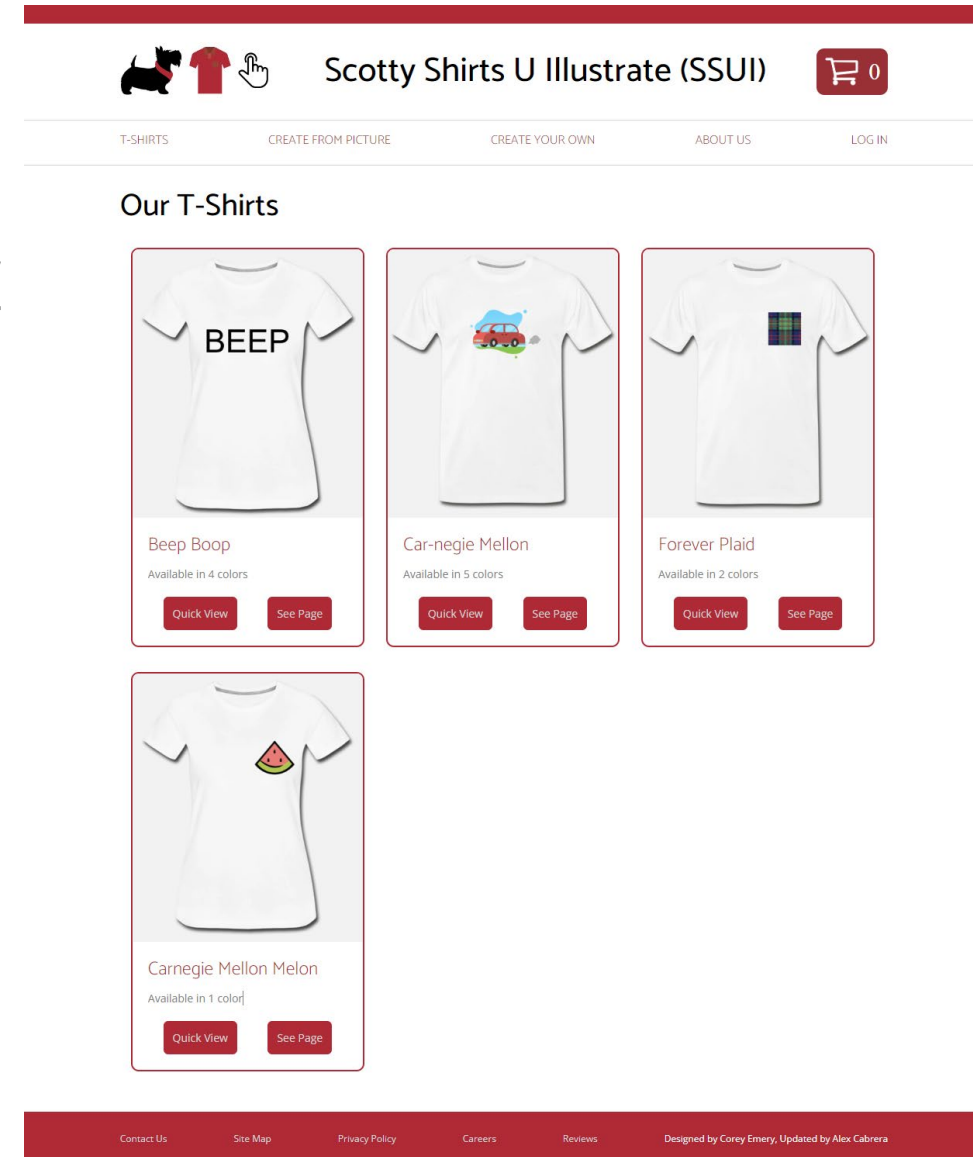 Scotty Shirts U Illustrate (SSUI) 0
T-SHIRTS CREATE FROM PICTURE CREATE YOUR OWN ABOUT US LOG IN
Our T-Shirts
BEEP
Beep Boop
Available in 4 colors
Quick View See Page
Car-negie Mellon
Available in 5 colors
Quick View See Page
Forever Plaid
Available in 2 colors
Quick View See Page
Carnegie Mellon Melon
Available in 1 color
Quick View See Page
Contact Us Site Map Privacy Policy Careers Reviews Designed by Corey Emery, Updated by Alex Cabrera